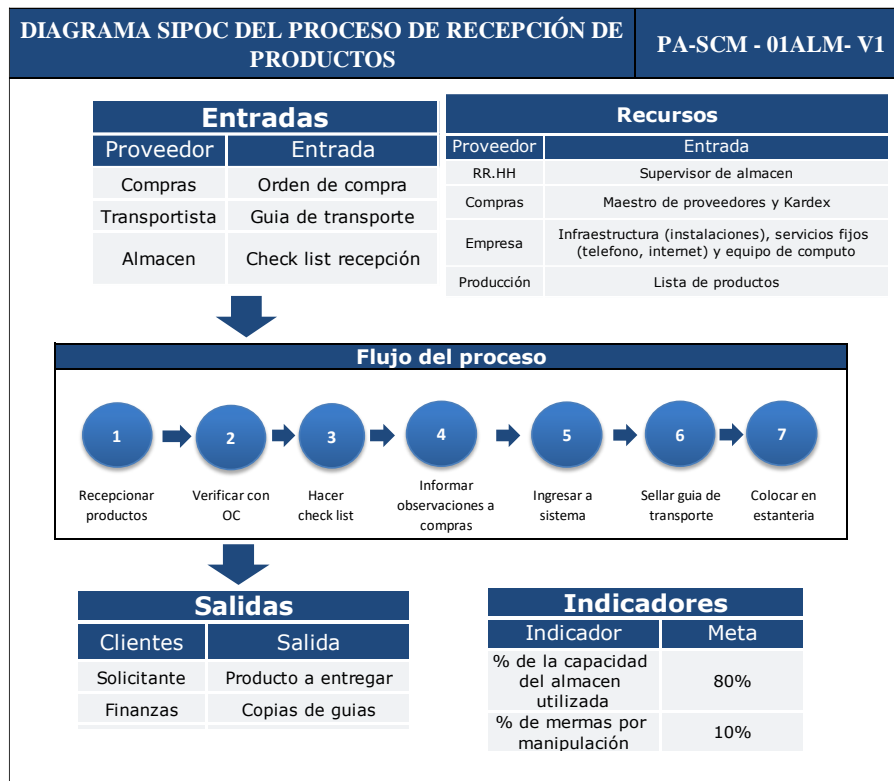 DIAGRAMA SIPOC DEL PROCESO DE RECEPCIÓN DE
PRODUCTOS
PA-SCM - 01ALM- V1
Entradas
Proveedor Entrada
Compras Orden de compra
Transportista Guia de transporte
Almacen Check list recepción
Recursos
Proveedor Entrada
RR.HH Supervisor de almacen
Compras Maestro de proveedores y Kardex
Empresa Infraestructura (instalaciones), servicios fijos
(telefono, internet) y equipo de computo
Producción Lista de productos
Flujo del proceso
1 2 3 4 5 6 7
Recepcionar
productos
Verificar con
OC
Hacer
check list
Informar
observaciones a
compras
Ingresar a
sistema
Sellar guia de
transporte
Colocar en
estanteria
Salidas
Clientes Salida
Solicitante Producto a entregar
Finanzas Copias de guias
Indicadores
Indicador Meta
% de la capacidad
del almacen
utilizada
80%
% de mermas por
manipulación
10%